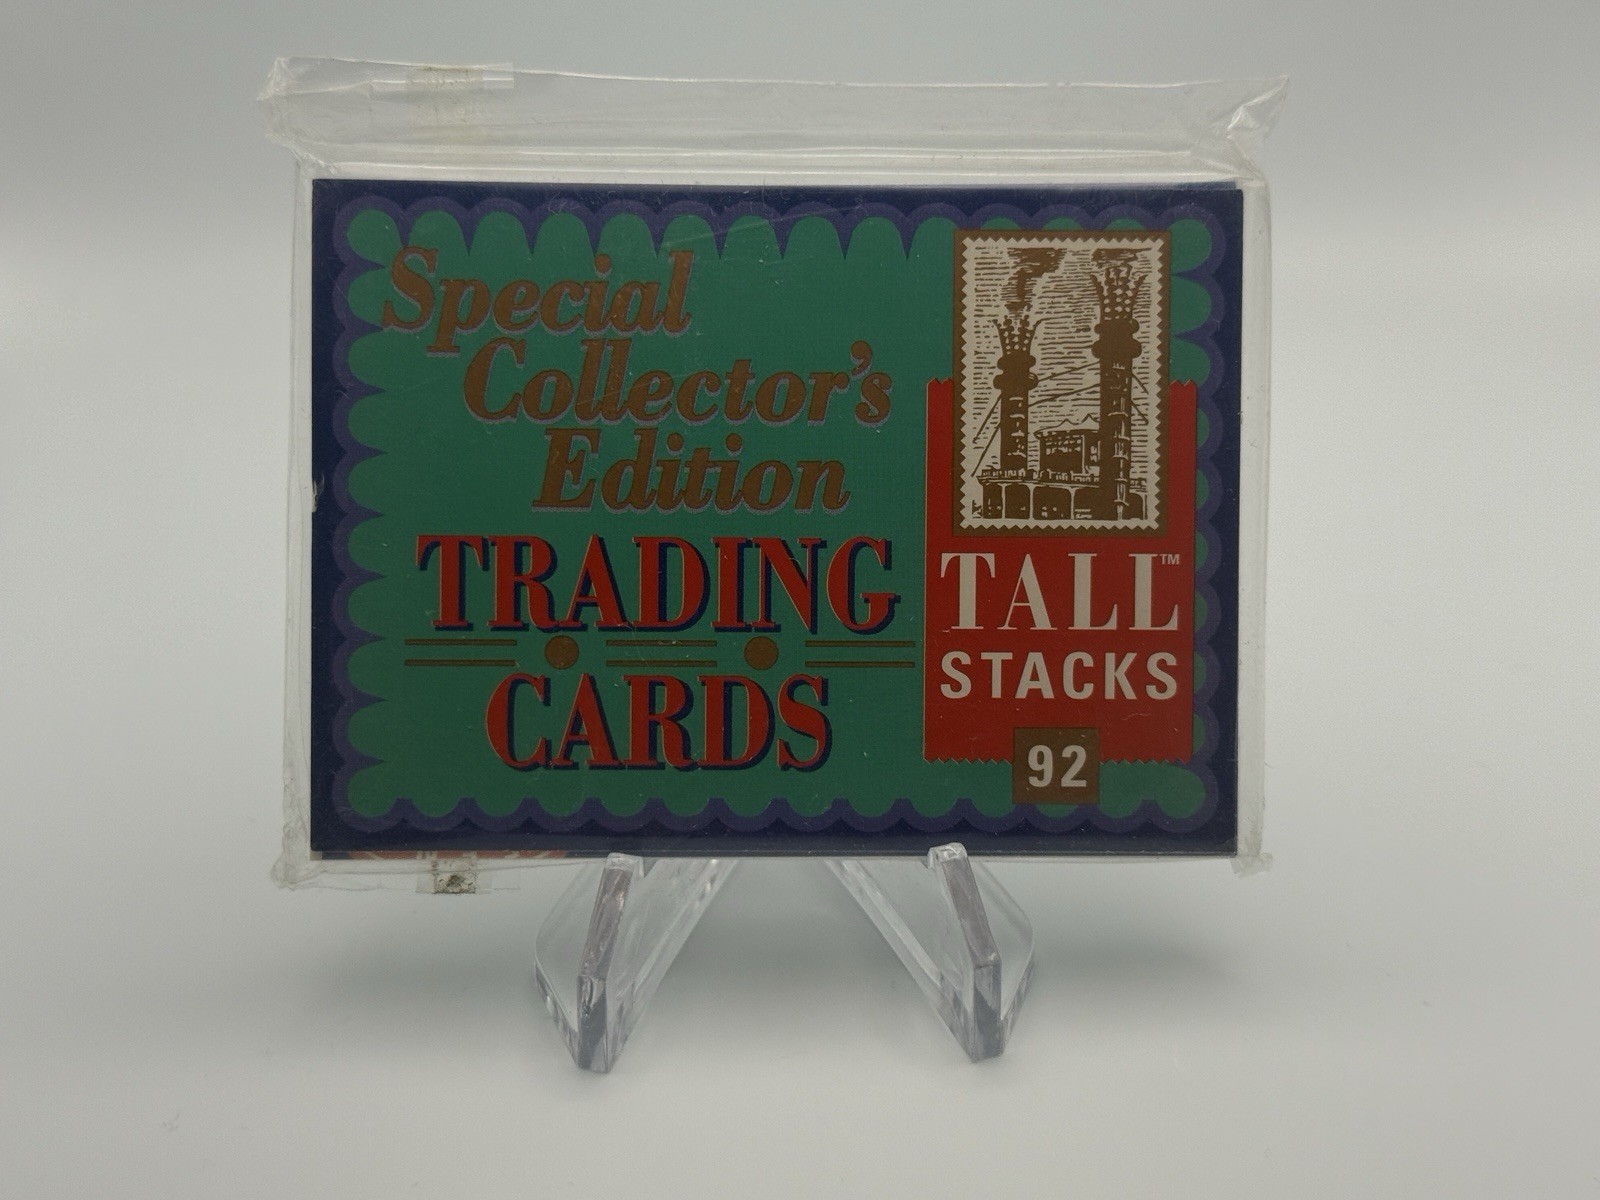 Special
Collector's
Edition
TRADING
CARDS
TALL™
STACKS
92